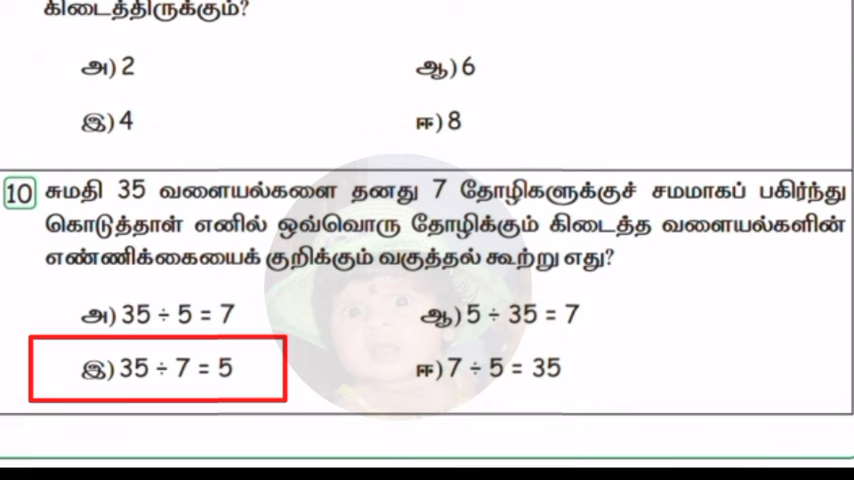 கிடைத்திருக்கும்?
அ) 2 ஆ) 6
இ) 4 ஈ) 8
10 சுமதி 35 வளையல்களை தனது 7 தோழிகளுக்குச் சமமாகப் பகிர்ந்து
கொடுத்தாள் எனில் ஒவ்வொரு தோழிக்கும் கிடைத்த வளையல்களின்
எண்ணிக்கையைக் குறிக்கும் வகுத்தல் கூற்று எது?
அ) 35 ÷ 5 = 7 ஆ) 5 ÷ 35 = 7
இ) 35 ÷ 7 = 5 ஈ) 7 ÷ 5 = 35